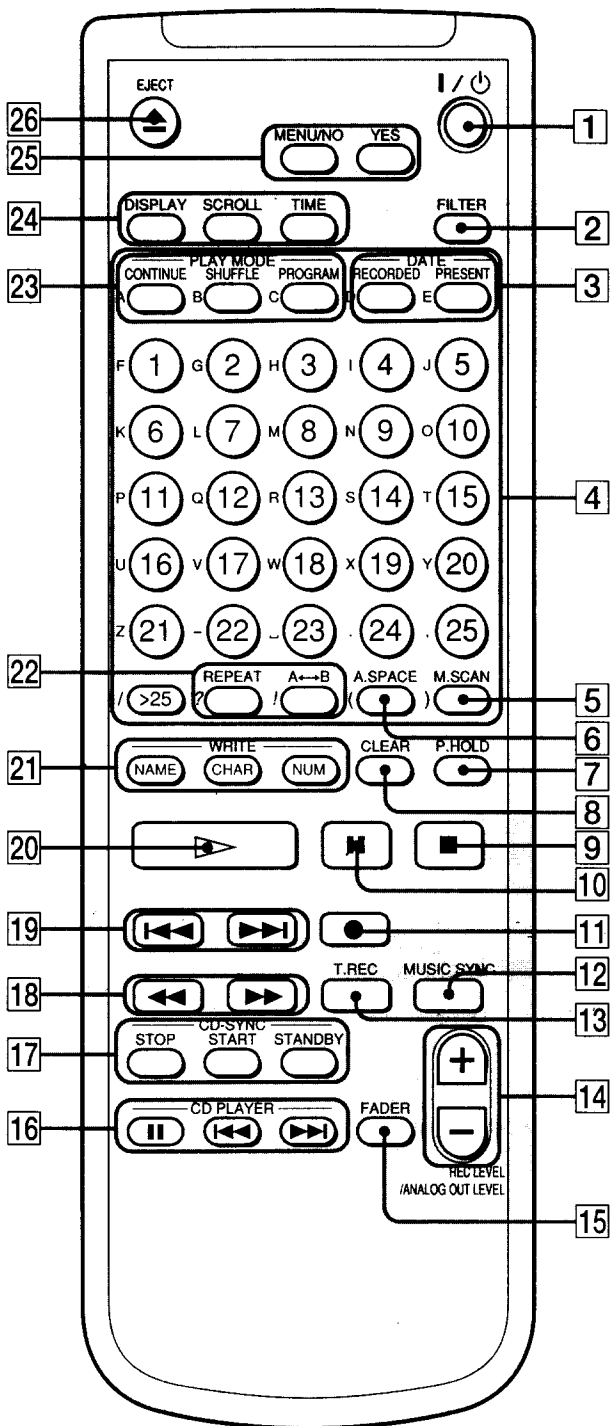 EJECT I / ⏻
26 1
MENU/NO YES
25
DISPLAY SCROLL TIME FILTER
24 2
PLAY MODE DATE
CONTINUE SHUFFLE PROGRAM RECORDED PRESENT
23 A B C D E 3
F 1 G 2 H 3 I 4 J 5
K 6 L 7 M 8 N 9 O 10
P 11 Q 12 R 13 S 14 T 15 4
U 16 V 17 W 18 X 19 Y 20
Z 21 - 22 _ 23 . 24 , 25
22 REPEAT A↔B A.SPACE M.SCAN
/ >25 ? ! ( ) 5
6
WRITE CLEAR P.HOLD
21 NAME CHAR NUM 7
8
20 9
10
19 11
T.REC MUSIC SYNC 12
18 13
CD-SYNC
STOP START STANDBY
17 + 14
CD PLAYER FADER
16 −
REC LEVEL
/ANALOG OUT LEVEL
15